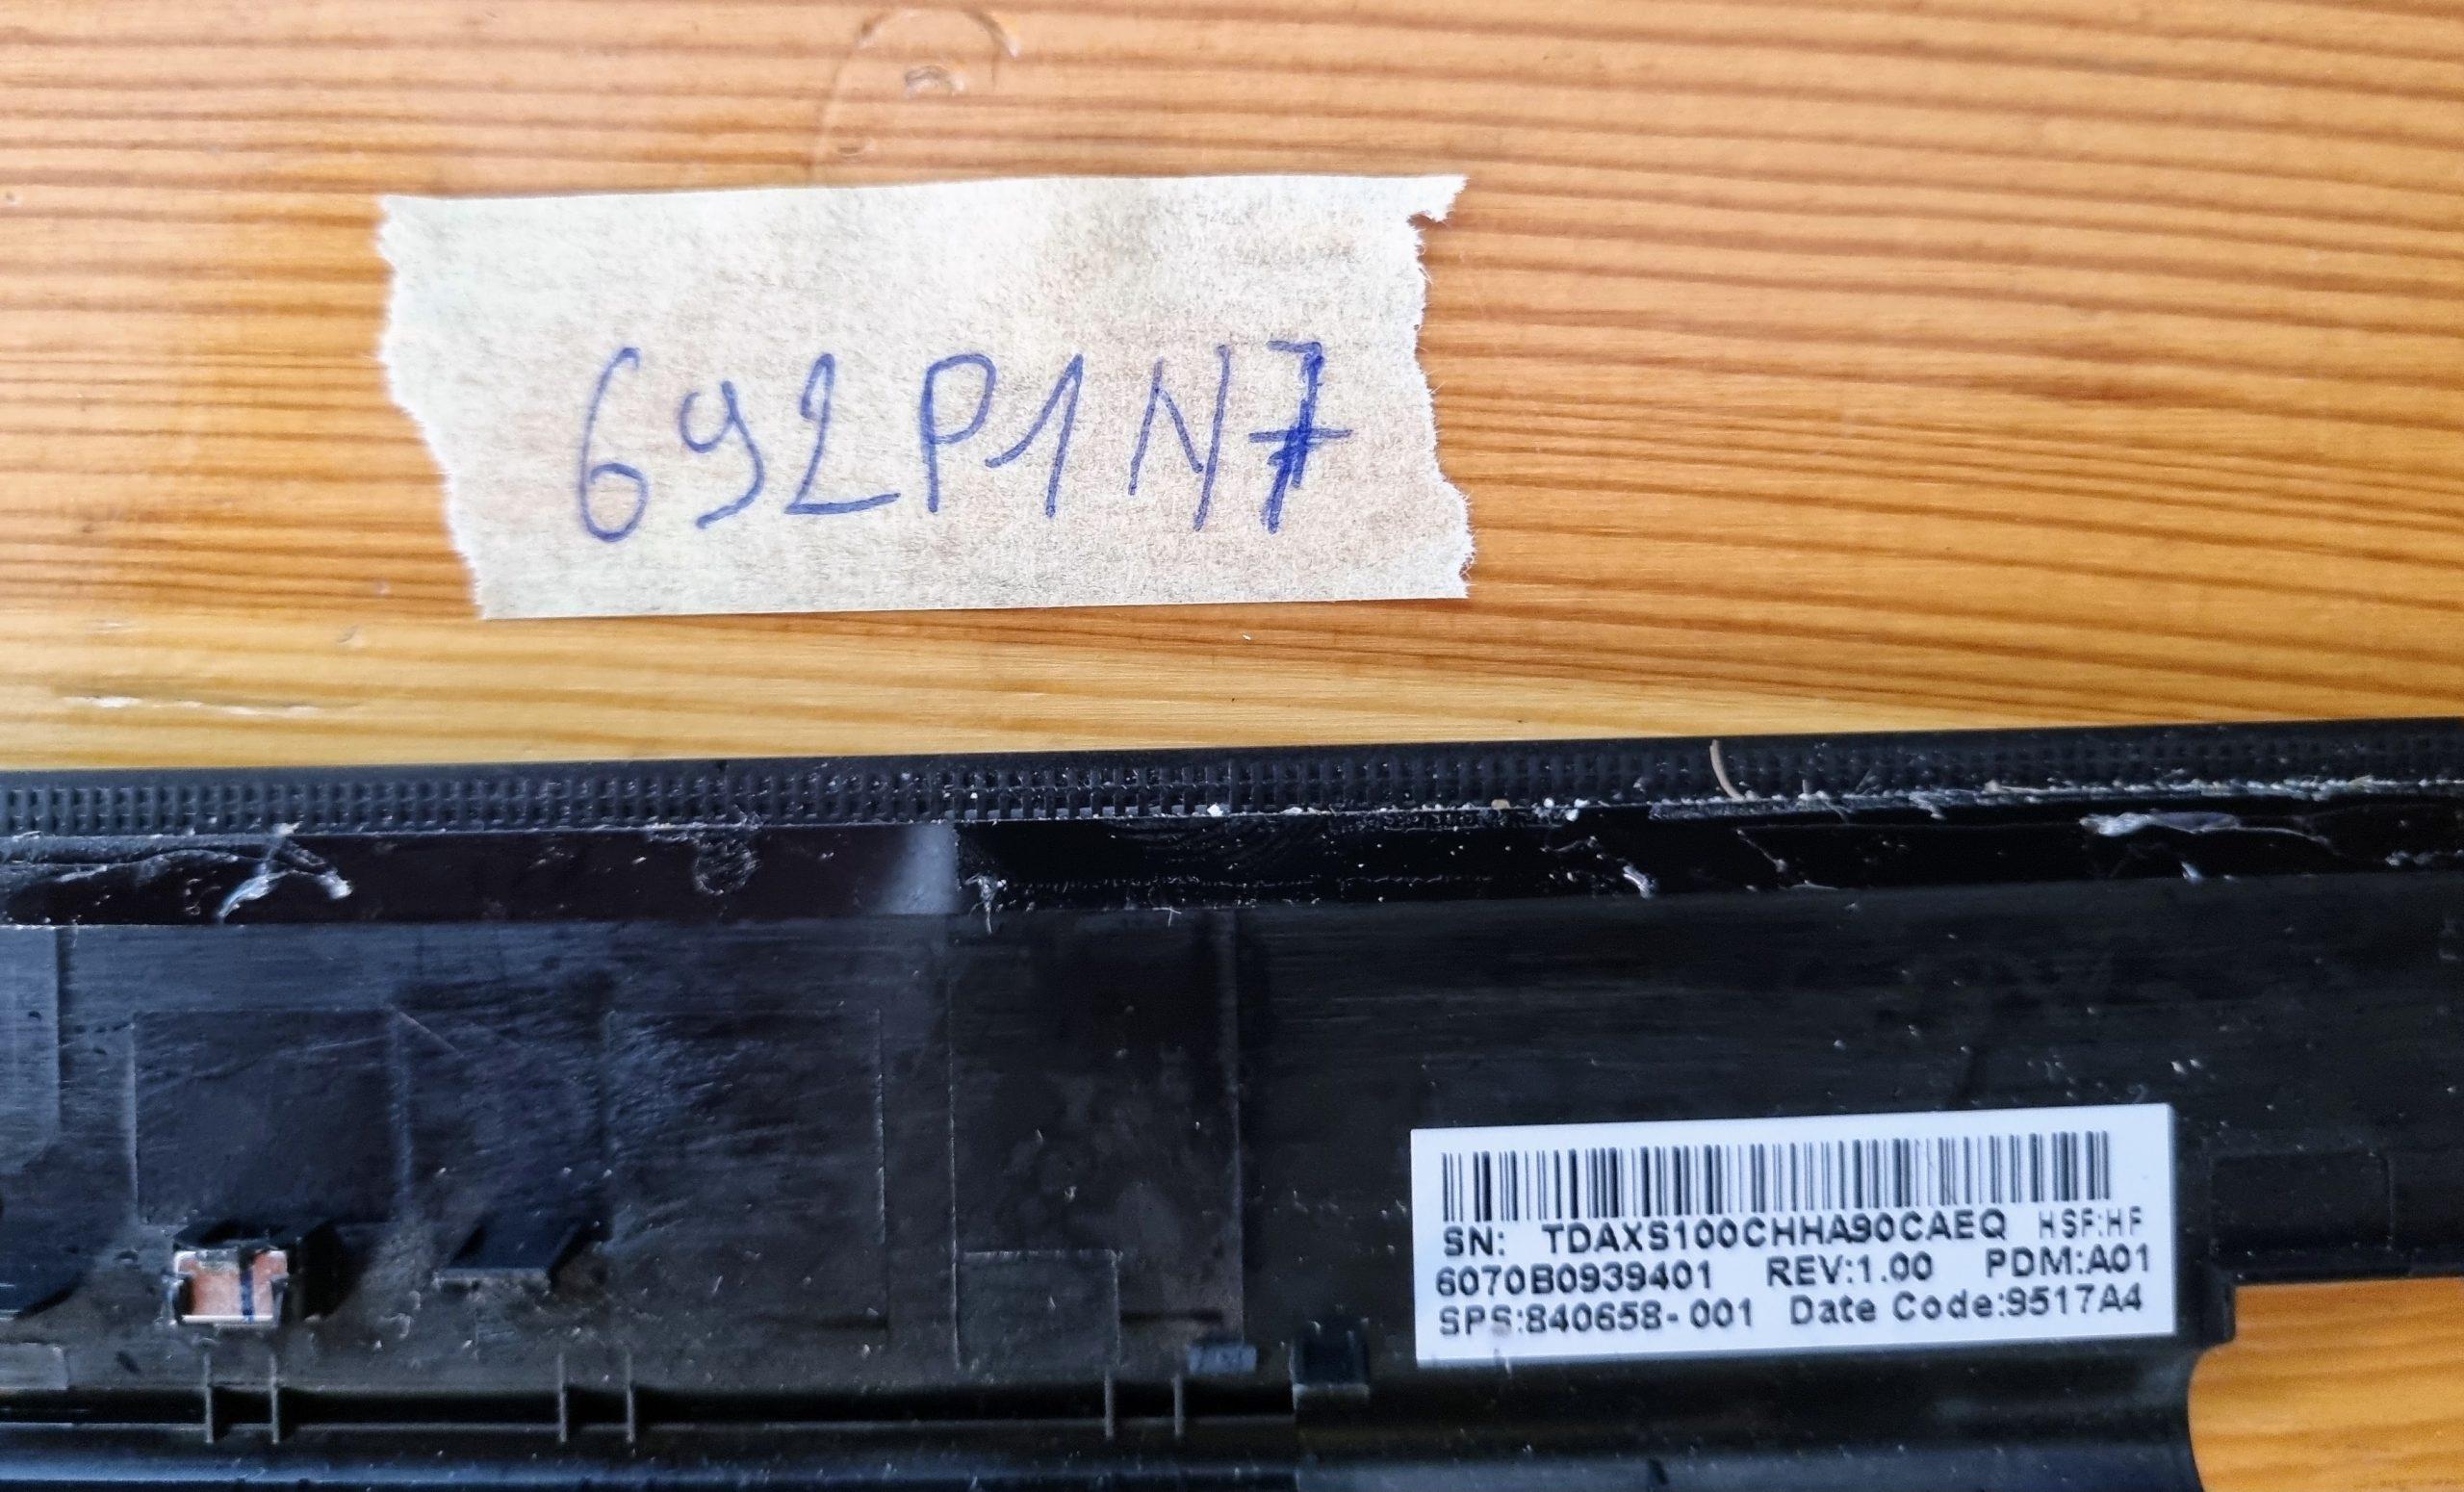 692P1N7
SN: TDAXS100CHHA90CAEQ HSF:HF
6070B0939401 REV:1.00 PDM:A01
SPS:840658-001 Date Code:9517A4